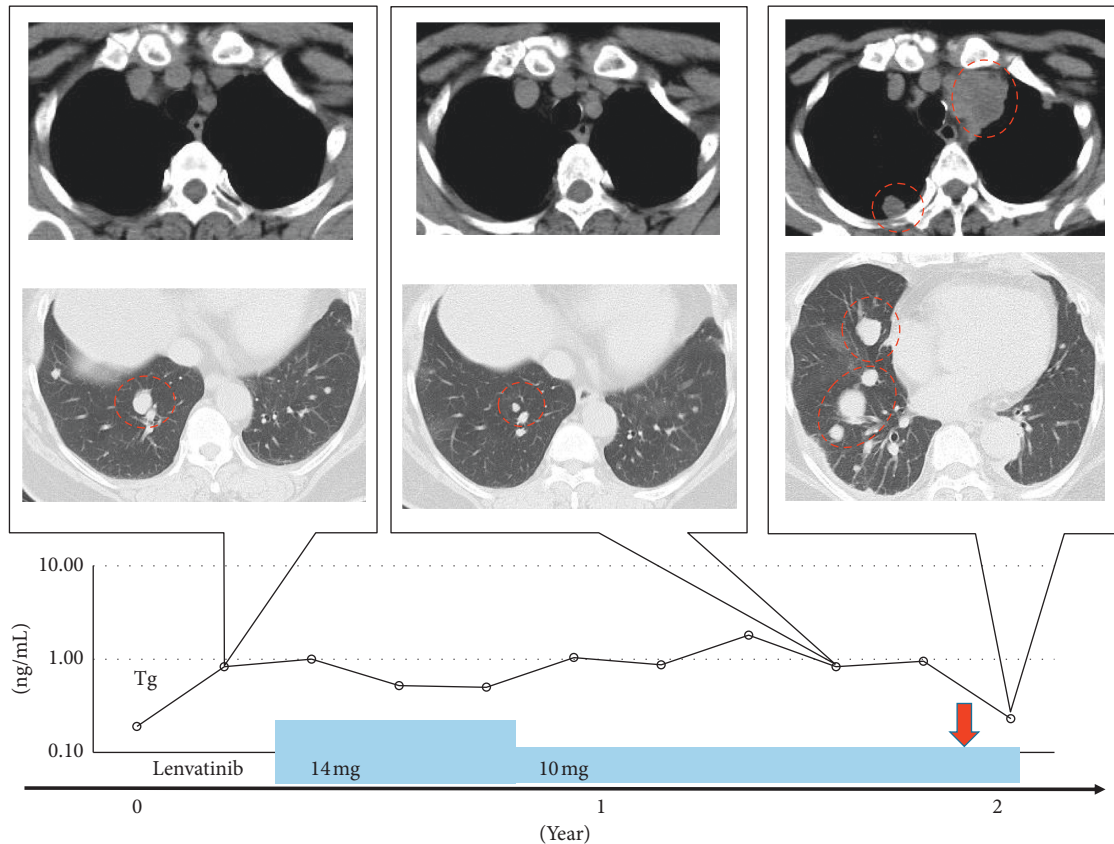 10.00
1.00
0.10
(ng/mL)
Tg
Lenvatinib
14 mg
10 mg
0
1
2
(Year)